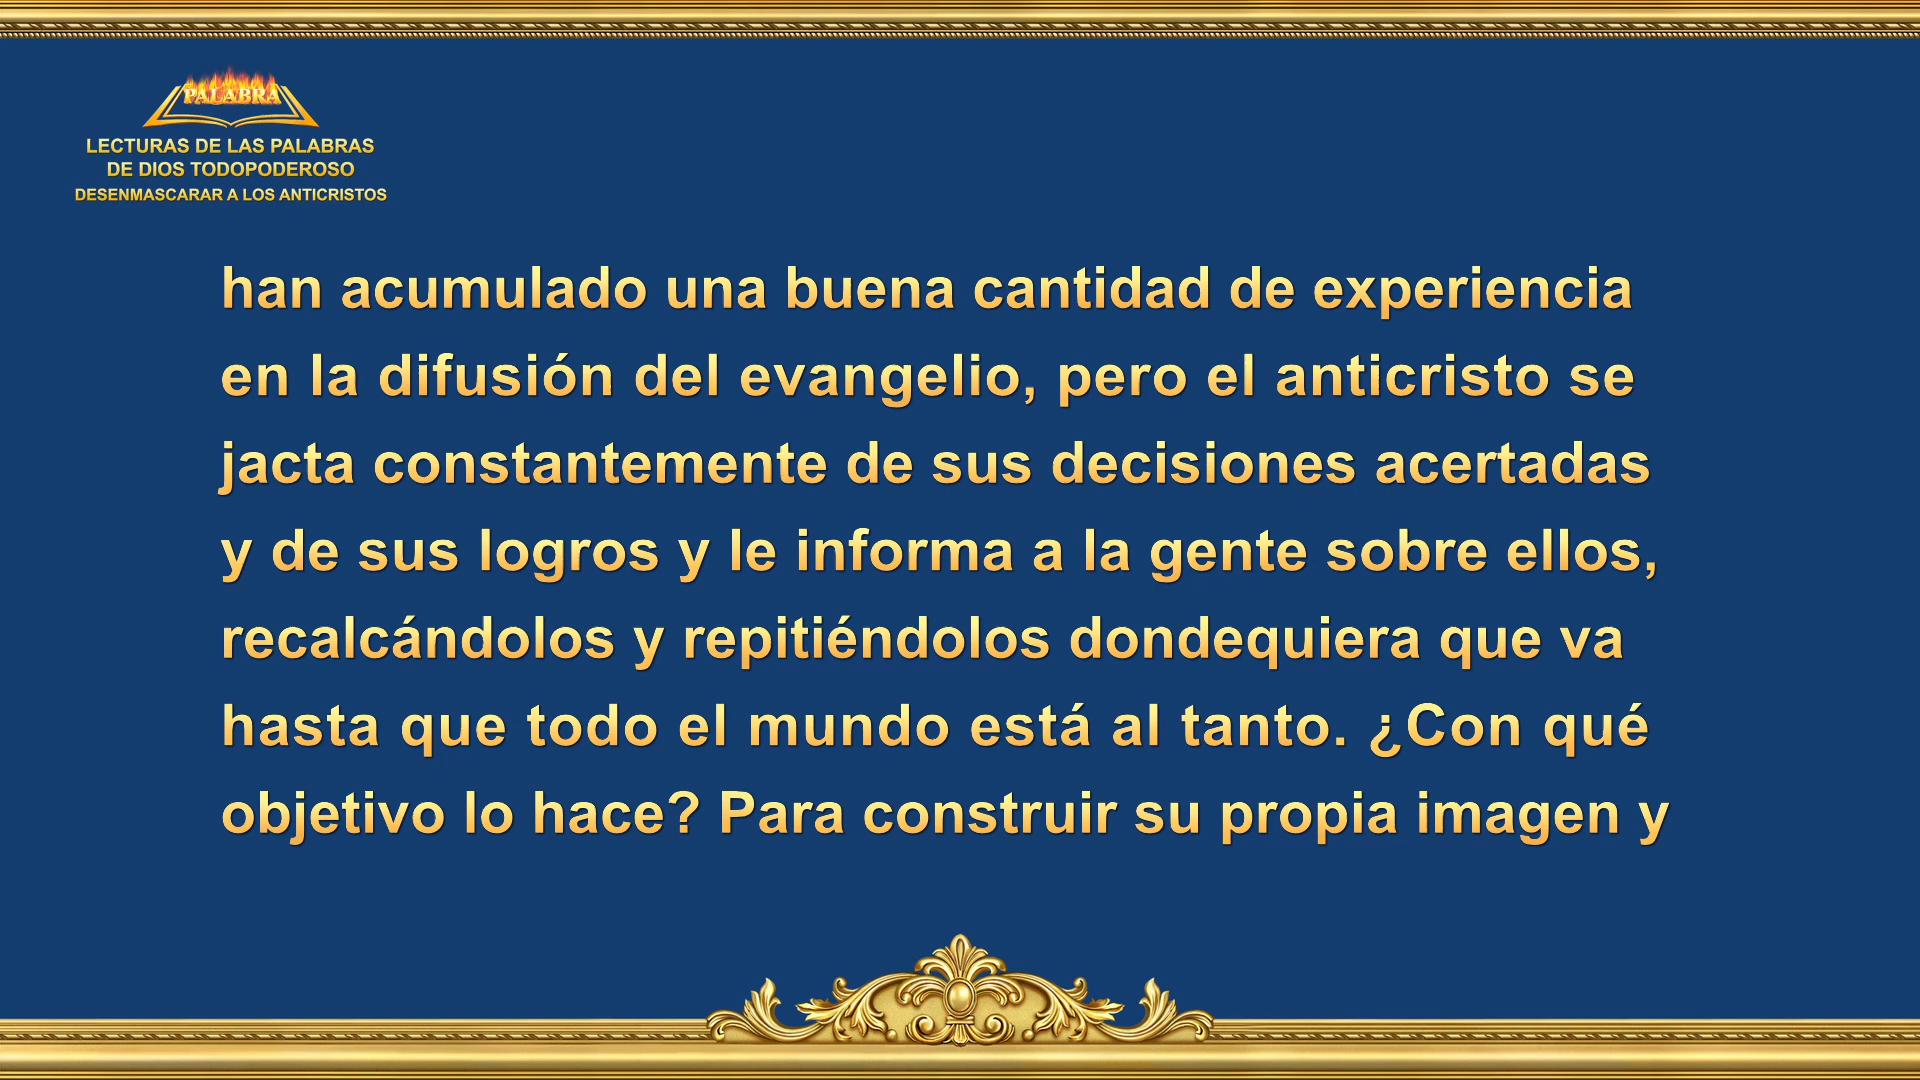 PALABRA
LECTURAS DE LAS PALABRAS
DE DIOS TODOPODEROSO
DESENMASCARAR A LOS ANTICRISTOS
han acumulado una buena cantidad de experiencia
en la difusión del evangelio, pero el anticristo se
jacta constantemente de sus decisiones acertadas
y de sus logros y le informa a la gente sobre ellos,
recalcándolos y repitiéndolos dondequiera que va
hasta que todo el mundo está al tanto. ¿Con qué
objetivo lo hace? Para construir su propia imagen y